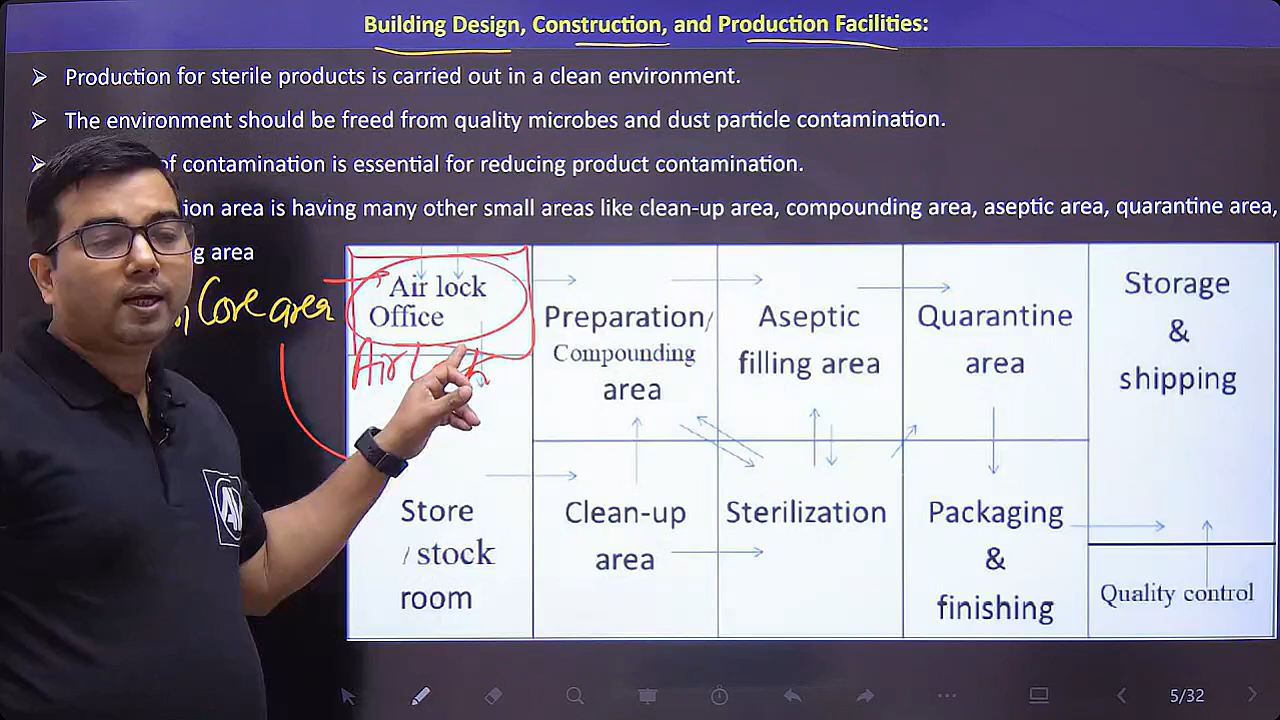 Building Design, Construction, and Production Facilities:
Production for sterile products is carried out in a clean environment.
The environment should be freed from quality microbes and dust particle contamination.
of contamination is essential for reducing product contamination.
area is having many other small areas like clean-up area, compounding area, aseptic area, quarantine area,
area
Core area
Air lock
Office
Air Lock
Preparation/
Compounding
area
Aseptic
filling area
Quarantine
area
Storage
&
shipping
Store
/ stock
room
Clean-up
area
Sterilization
Packaging
&
finishing
Quality control
5/32